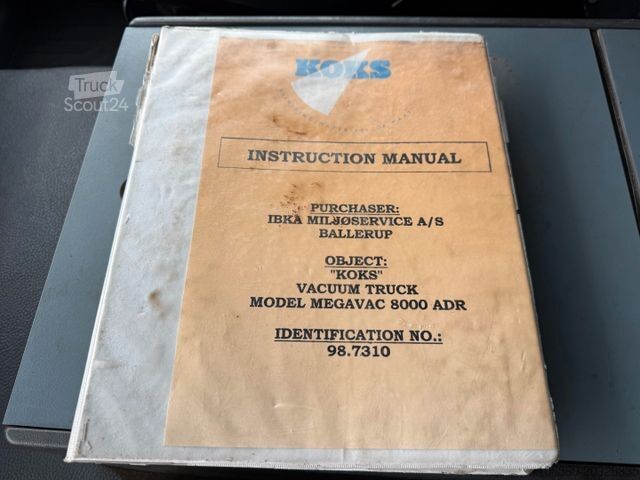 Truck
Scout24
KOKS
INSTRUCTION MANUAL
PURCHASER:
IBKA MILJØSERVICE A/S
BALLERUP
OBJECT:
"KOKS"
VACUUM TRUCK
MODEL MEGAVAC 8000 ADR
IDENTIFICATION NO.:
98.7310